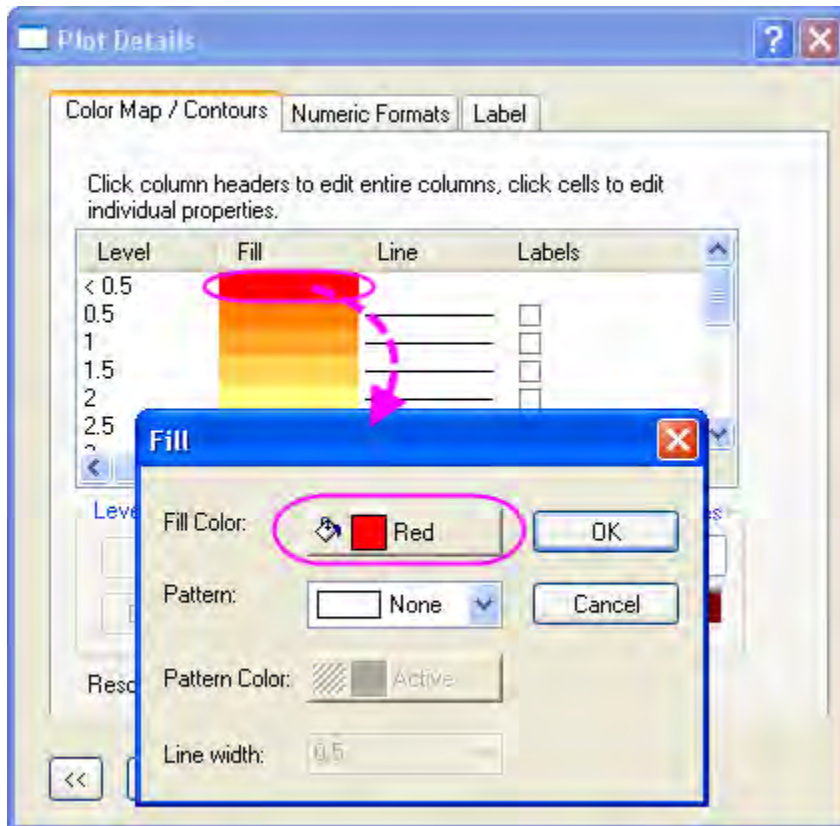 Plot Details
Color Map / Contours Numeric Formats Label
Click column headers to edit entire columns, click cells to edit
individual properties.
Level Fill Line Labels
< 0.5
0.5
1
1.5
2
2.5
Fill
Fill Color: Red OK
Pattern: None Cancel
Pattern Color: Active
Line width: 0.5
<<